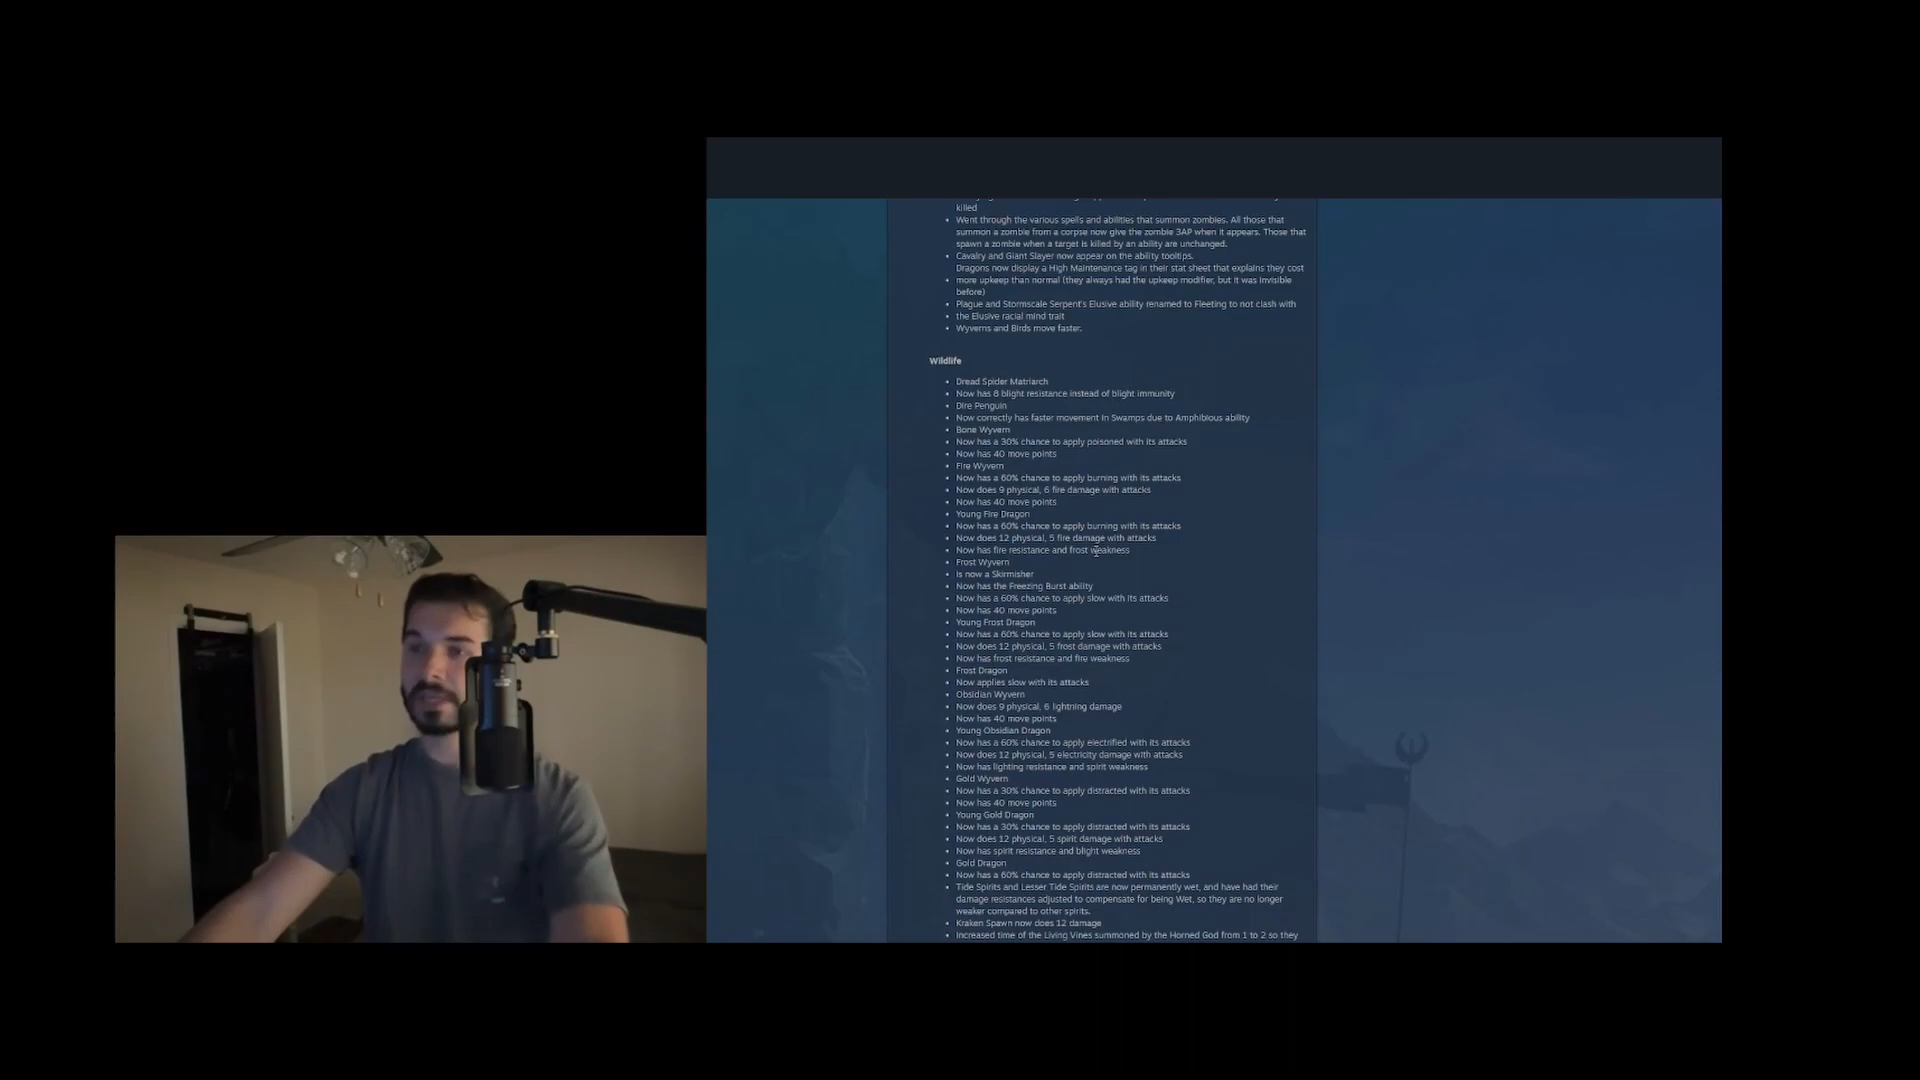 killed
• Went through the various spells and abilities that summon zombies. All those that
summon a zombie from a corpse now give the zombie 3AP when it appears. Those that
spawn a zombie when a target is killed by an ability are unchanged.
• Cavalry and Giant Slayer now appear on the ability tooltips.
Dragons now display a High Maintenance tag in their stat sheet that explains they cost
• more upkeep than normal (they always had the upkeep modifier, but it was invisible
before)
• Plague and Stormscale Serpent's Elusive ability renamed to Fleeting to not clash with
• the Elusive racial mind trait
• Wyverns and Birds move faster.
Wildlife
• Dread Spider Matriarch
• Now has 8 blight resistance instead of blight immunity
• Dire Penguin
• Now correctly has faster movement in Swamps due to Amphibious ability
• Bone Wyvern
• Now has a 30% chance to apply poisoned with its attacks
• Now has 40 move points
• Fire Wyvern
• Now has a 60% chance to apply burning with its attacks
• Now does 9 physical, 6 fire damage with attacks
• Now has 40 move points
• Young Fire Dragon
• Now has a 60% chance to apply burning with its attacks
• Now does 12 physical, 5 fire damage with attacks
• Now has fire resistance and frost weakness
• Frost Wyvern
• Is now a Skirmisher
• Now has the Freezing Burst ability
• Now has a 60% chance to apply slow with its attacks
• Now has 40 move points
• Young Frost Dragon
• Now has a 60% chance to apply slow with its attacks
• Now does 12 physical, 5 frost damage with attacks
• Now has frost resistance and fire weakness
• Frost Dragon
• Now applies slow with its attacks
• Obsidian Wyvern
• Now does 9 physical, 6 lightning damage
• Now has 40 move points
• Young Obsidian Dragon
• Now has a 60% chance to apply electrified with its attacks
• Now does 12 physical, 5 electricity damage with attacks
• Now has lighting resistance and spirit weakness
• Gold Wyvern
• Now has a 30% chance to apply distracted with its attacks
• Now has 40 move points
• Young Gold Dragon
• Now has a 30% chance to apply distracted with its attacks
• Now does 12 physical, 5 spirit damage with attacks
• Now has spirit resistance and blight weakness
• Gold Dragon
• Now has a 60% chance to apply distracted with its attacks
• Tide Spirits and Lesser Tide Spirits are now permanently wet, and have had their
damage resistances adjusted to compensate for being Wet, so they are no longer
weaker compared to other spirits.
• Kraken Spawn now does 12 damage
• Increased time of the Living Vines summoned by the Horned God from 1 to 2 so they